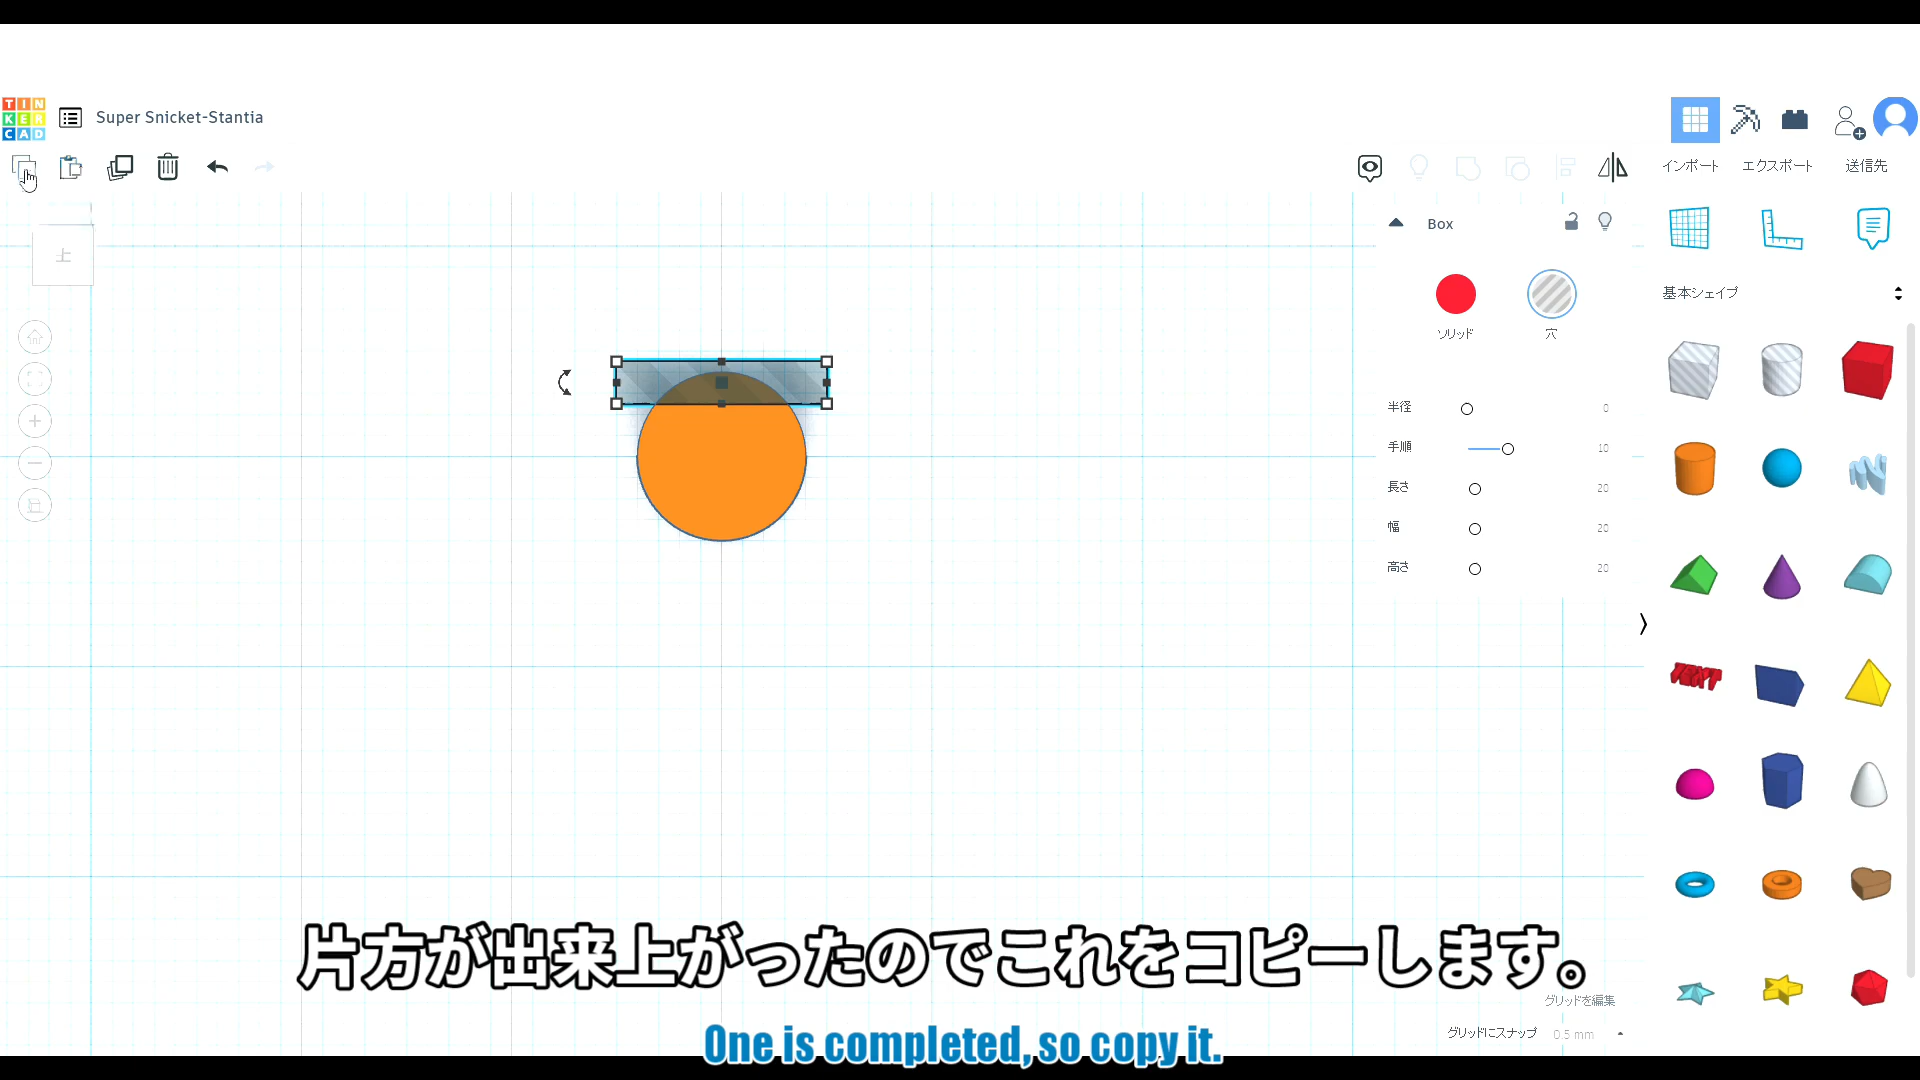 TINKERCAD
Super Snicket-Stantia
インポート
エクスポート
送信先
上
Box
ソリッド
穴
基本シェイプ
半径 0
手順 10
長さ 20
幅 20
高さ 20
TEXT
片方が出来上がったのでこれをコピーします。
グリッドを編集
グリッドにスナップ 0.5 mm
One is completed, so copy it.